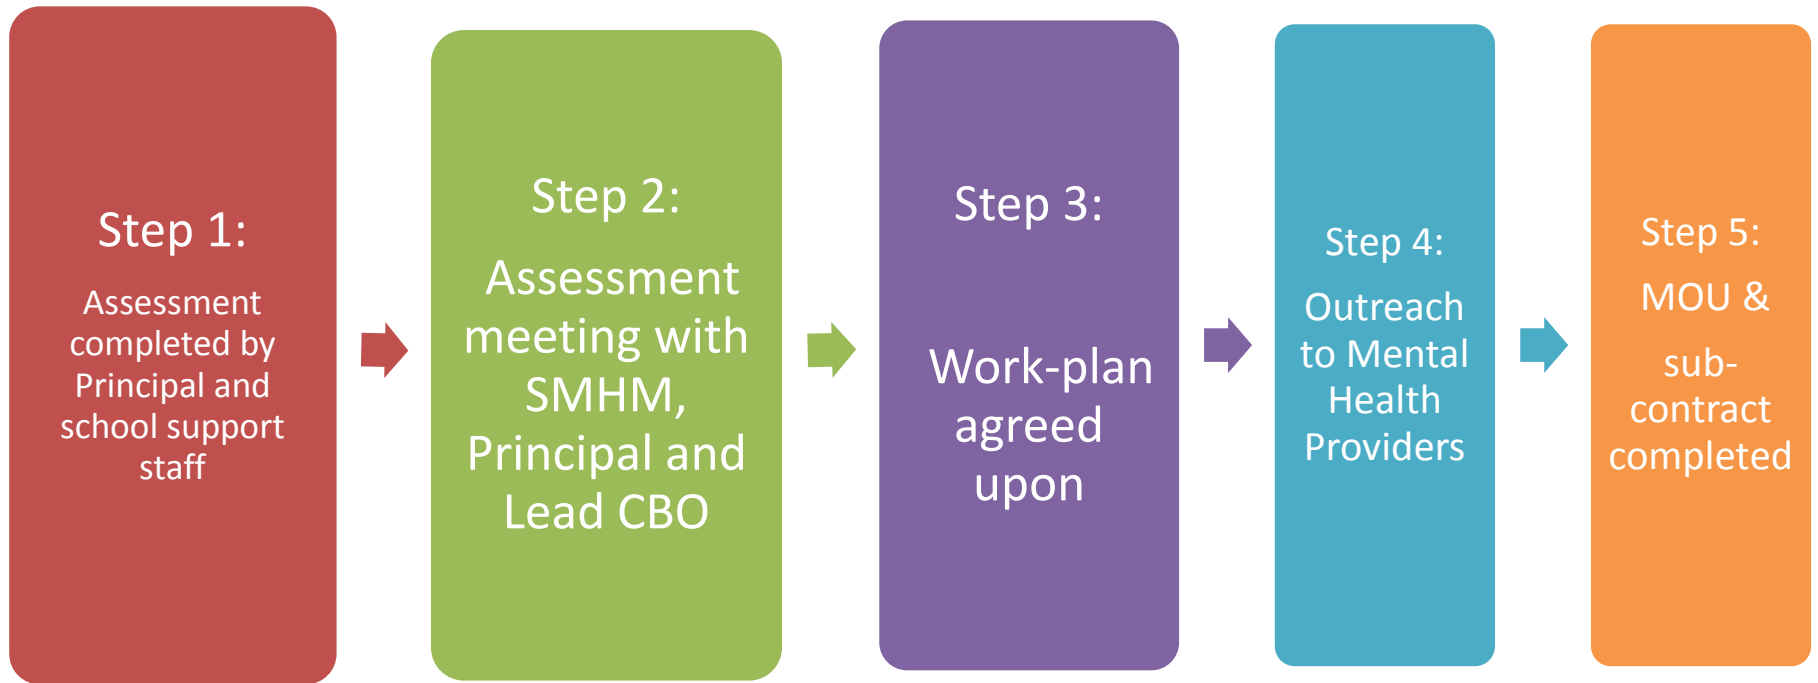 Step 1:
Assessment
completed by
Principal and
school support
staff
Step 2:
Assessment
meeting with
SMHM,
Principal and
Lead CBO
Step 3:
Work-plan
agreed
upon
Step 4:
Outreach
to Mental
Health
Providers
Step 5:
MOU &
sub-
contract
completed